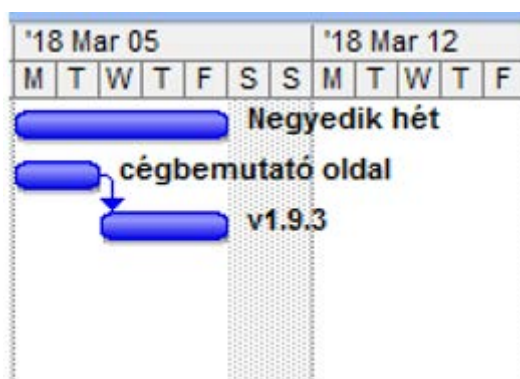 '18 Mar 05 '18 Mar 12
M T W T F S S M T W T F
Negyedik hét
cégbemutató oldal
v1.9.3